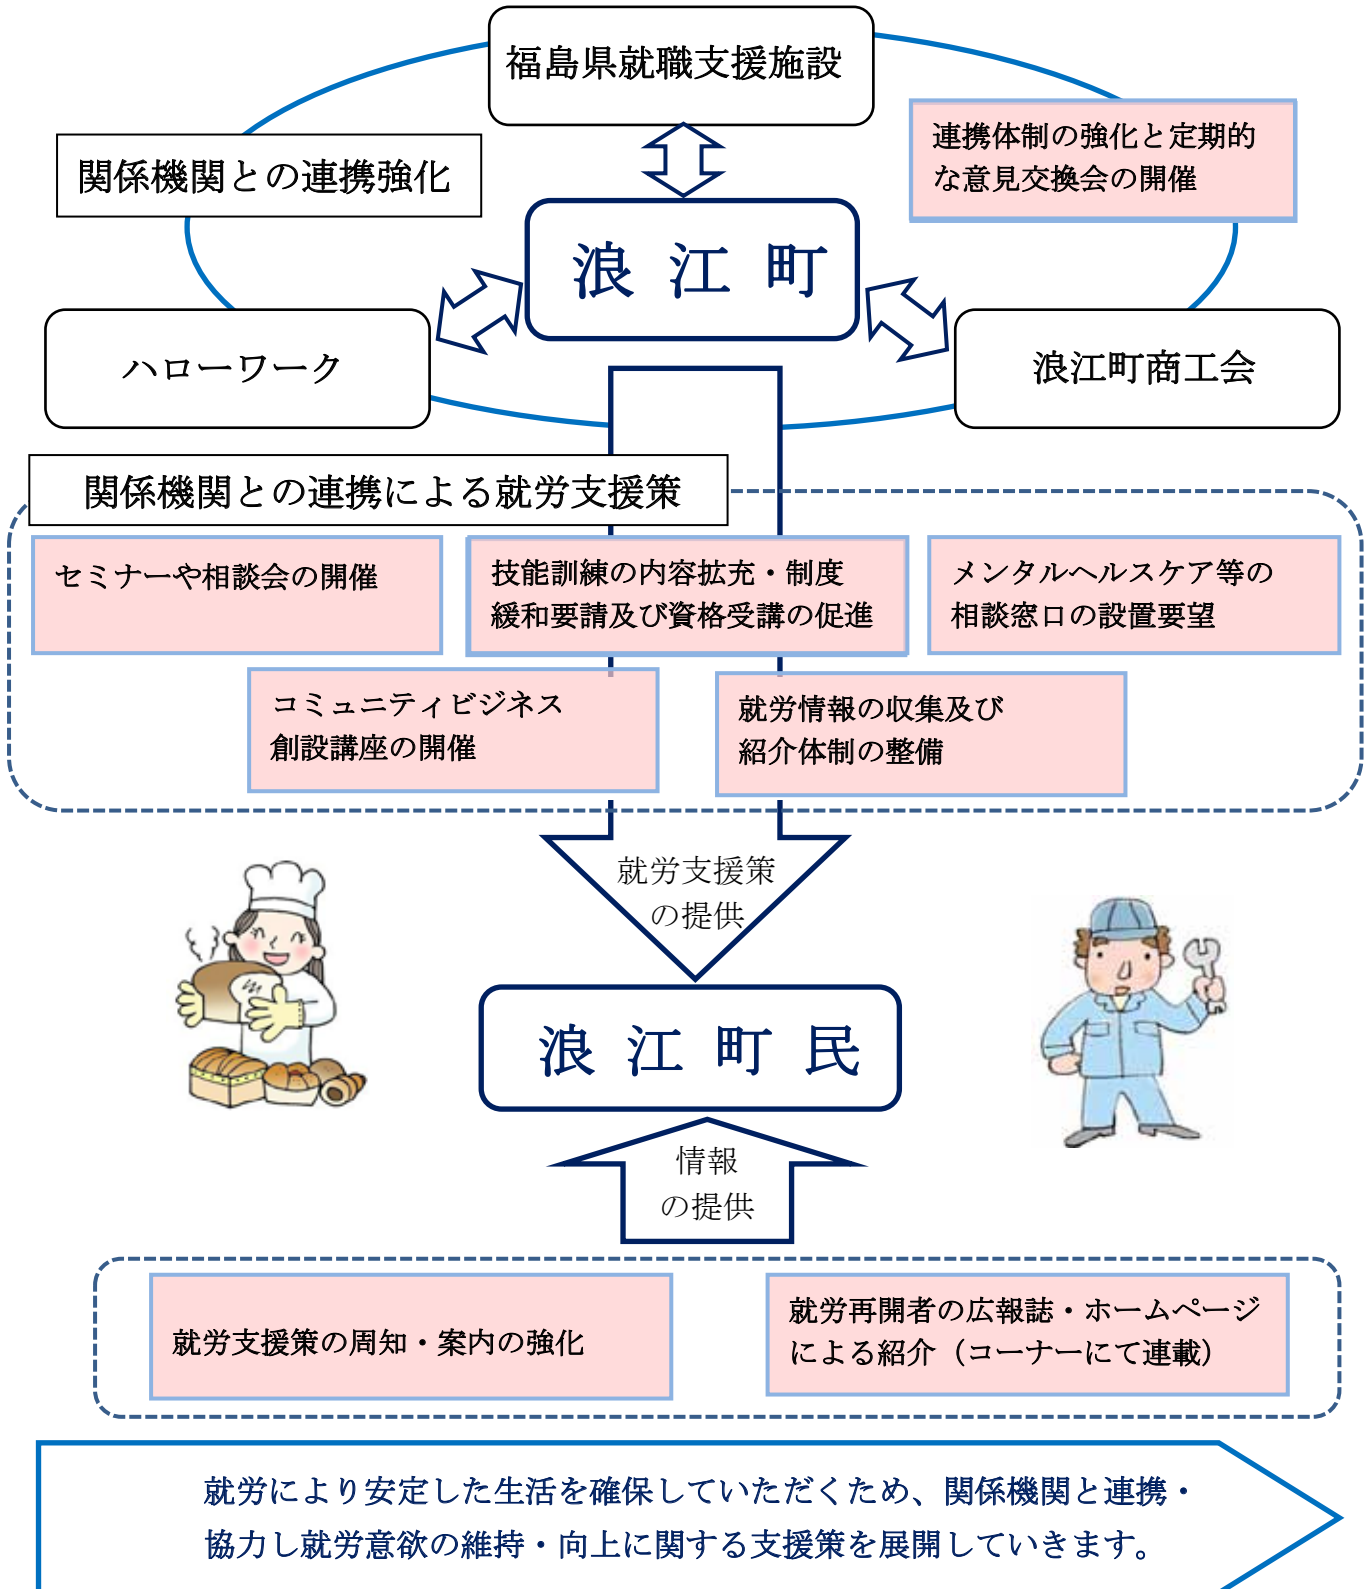 福島県就職支援施設
関係機関との連携強化
連携体制の強化と定期的
な意見交換会の開催
浪江町
ハローワーク
浪江町商工会
関係機関との連携による就労支援策
セミナーや相談会の開催
技能訓練の内容拡充・制度
緩和要請及び資格受講の促進
メンタルヘルスケア等の
相談窓口の設置要望
コミュニティビジネス
創設講座の開催
就労情報の収集及び
紹介体制の整備
就労支援策
の提供
浪江町民
情報
の提供
就労支援策の周知・案内の強化
就労再開者の広報誌・ホームページ
による紹介（コーナーにて連載）
就労により安定した生活を確保していただくため、関係機関と連携・
協力し就労意欲の維持・向上に関する支援策を展開していきます。